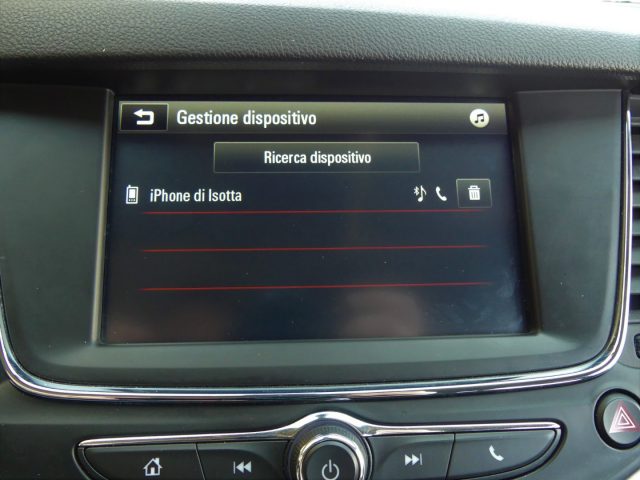 Gestione dispositivo
Ricerca dispositivo
iPhone di Isotta